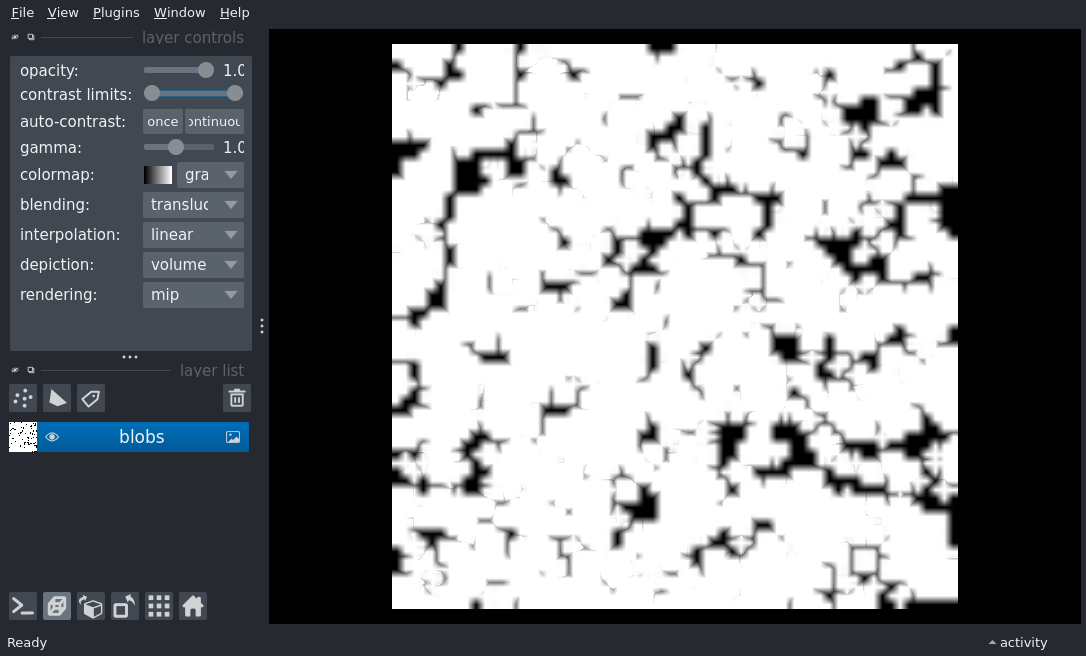 File View Plugins Window Help
layer controls
opacity: 1.0
contrast limits:
auto-contrast: once ontinuou
gamma: 1.0
colormap: gra
blending: transluc
interpolation: linear
depiction: volume
rendering: mip
layer list
blobs
Ready
activity